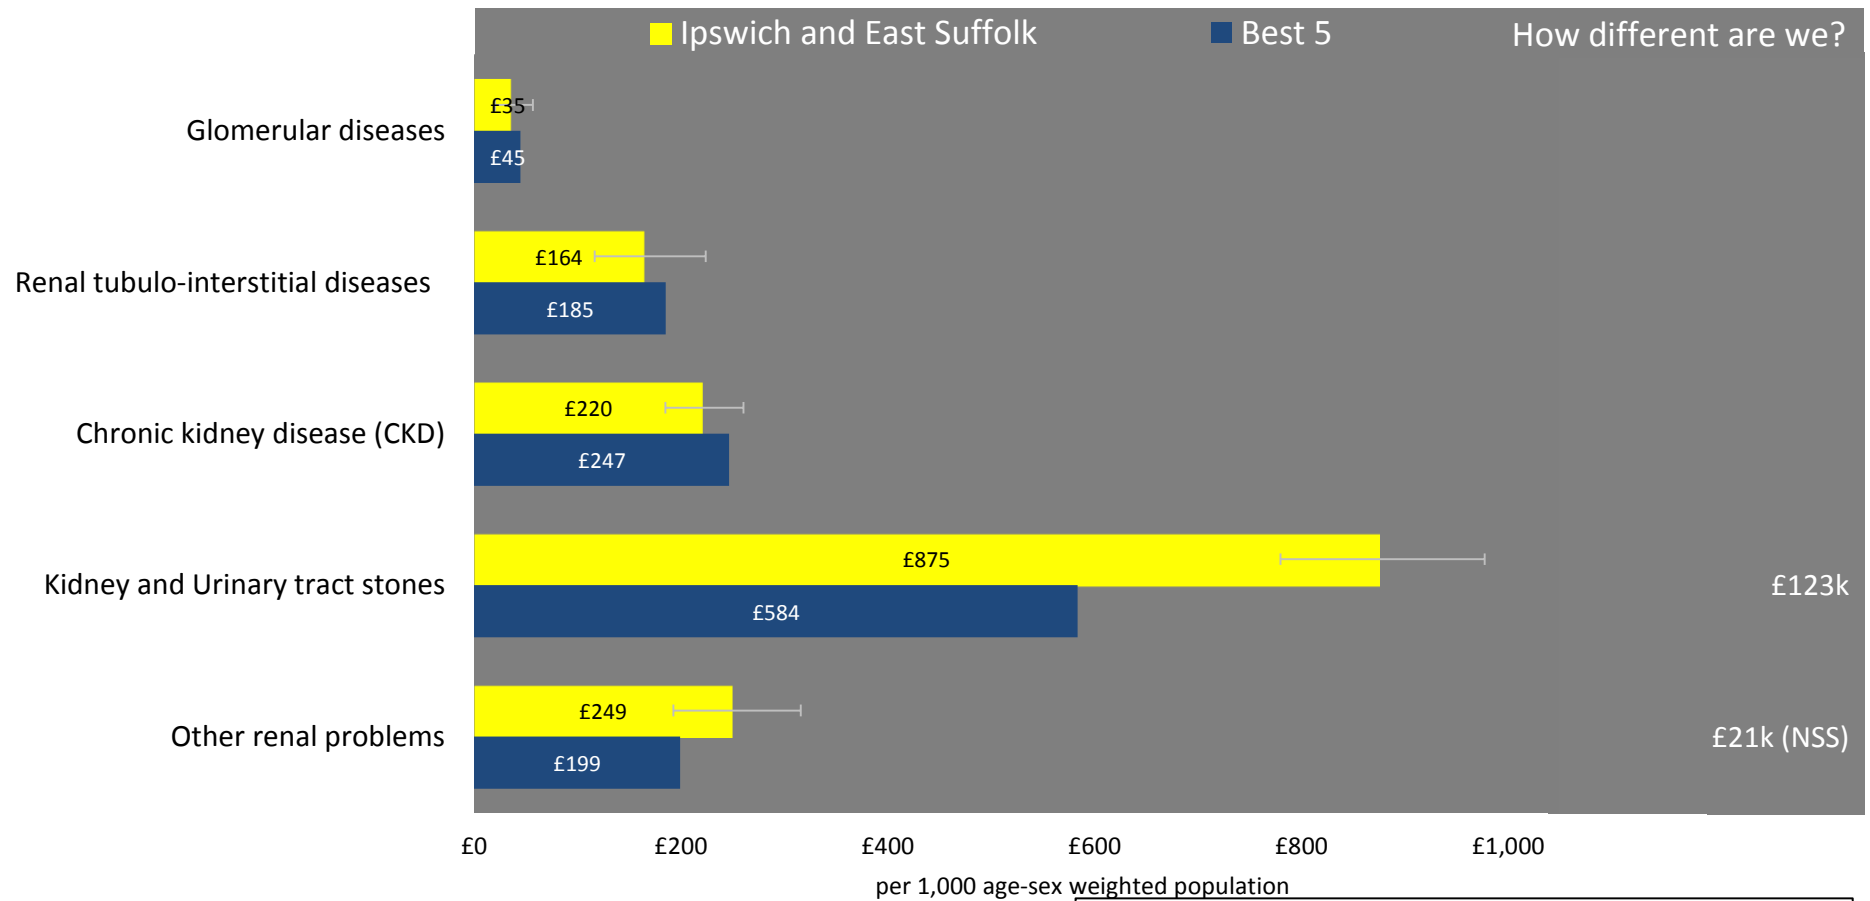 Ipswich and East Suffolk
Best 5
How different are we?
Glomerular diseases
£35
£45
Renal tubulo-interstitial diseases
£164
£185
Chronic kidney disease (CKD)
£220
£247
Kidney and Urinary tract stones
£875
£584
£123k
Other renal problems
£249
£199
£21k (NSS)
£0 £200 £400 £600 £800 £1,000
per 1,000 age-sex weighted population